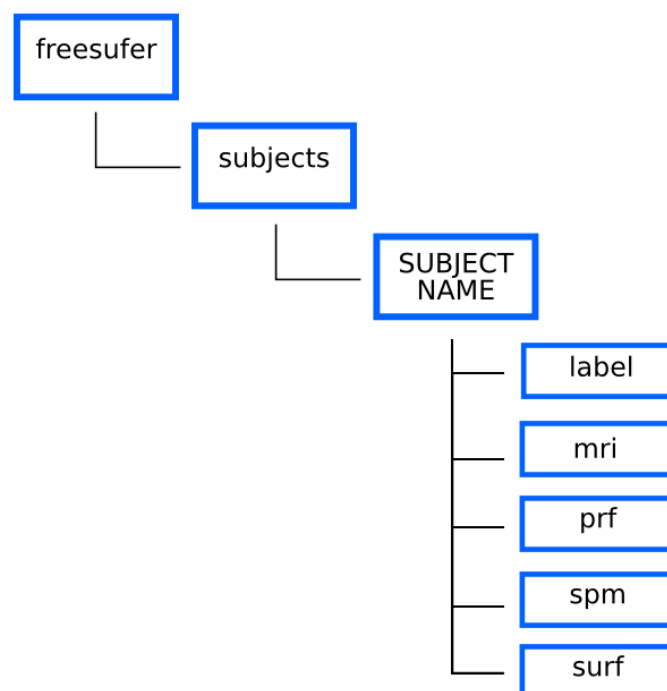 freesufer
subjects
SUBJECT
NAME
label
mri
prf
spm
surf